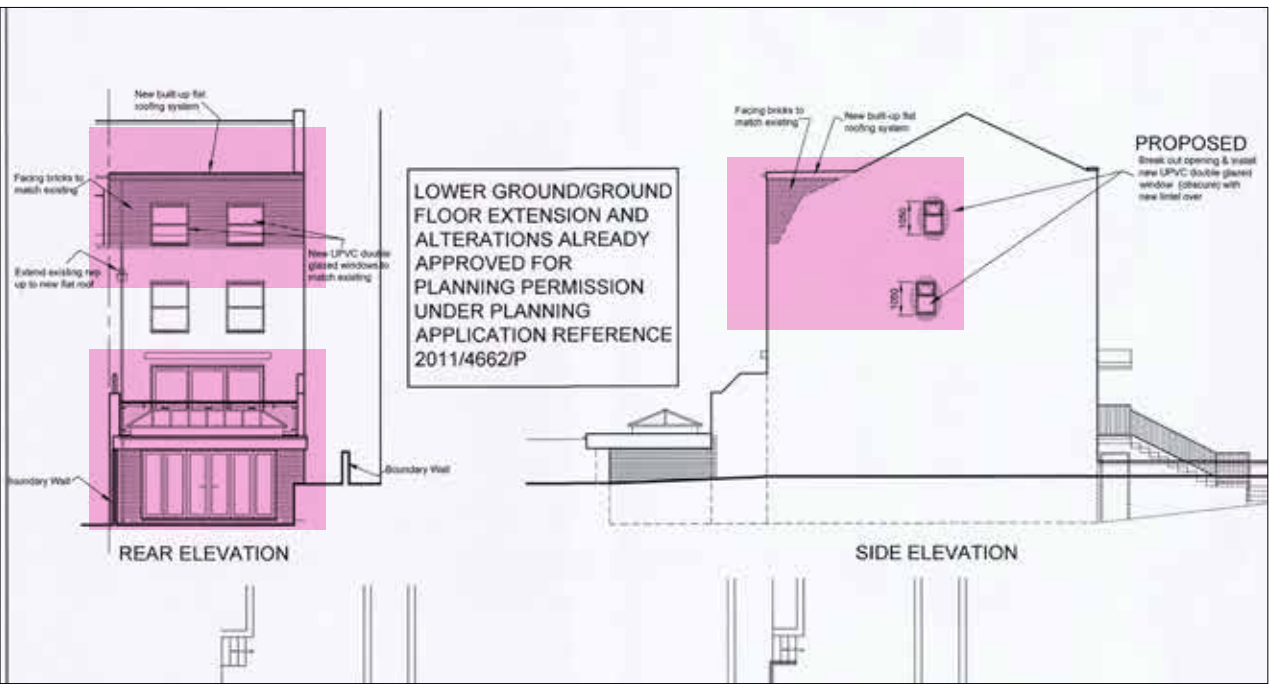 New built-up flat
roofing system
Facing bricks to
match existing
New UPVC double
glazed windows to
match existing
Extend existing rwp
up to new flat roof
Boundary Wall
Boundary Wall
REAR ELEVATION
LOWER GROUND/GROUND
FLOOR EXTENSION AND
ALTERATIONS ALREADY
APPROVED FOR
PLANNING PERMISSION
UNDER PLANNING
APPLICATION REFERENCE
2011/4662/P
Facing bricks to
match existing
New built-up flat
roofing system
PROPOSED
Break out opening & install
new UPVC double glazed
window (obscure) with
new lintel over
1050
1050
SIDE ELEVATION